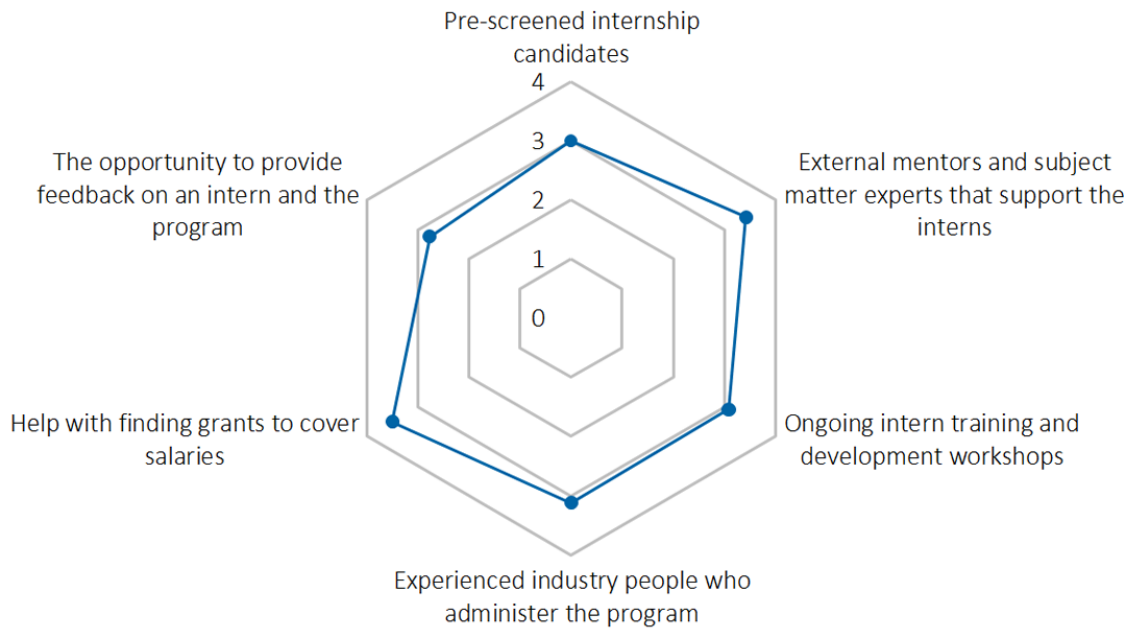 Pre-screened internship
candidates
4
3
2
1
0
External mentors and subject
matter experts that support the
interns
Ongoing intern training and
development workshops
Experienced industry people who
administer the program
Help with finding grants to cover
salaries
The opportunity to provide
feedback on an intern and the
program